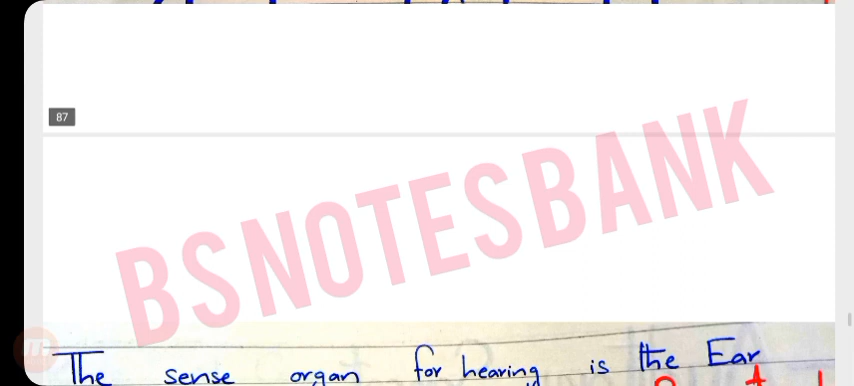 87
BSNOTESBANK
The sense organ for hearing is the Ear